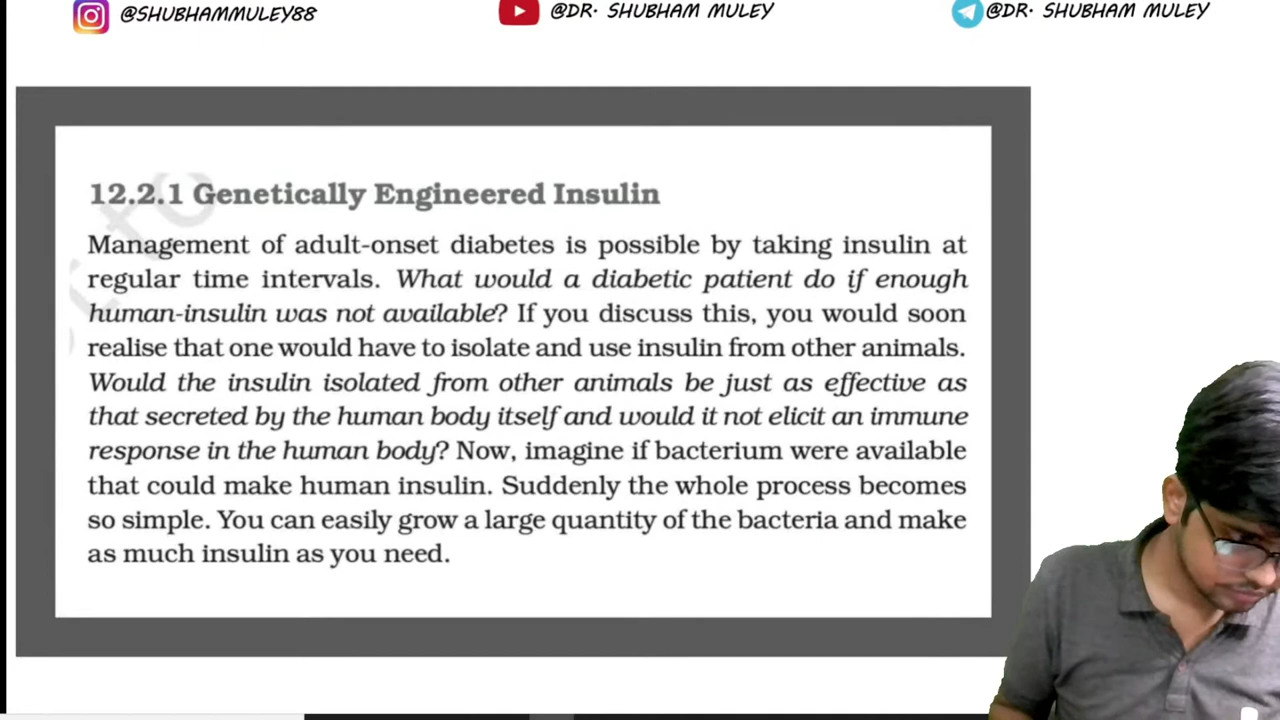 @SHUBHAMMULEY88 @DR. SHUBHAM MULEY @DR. SHUBHAM MULEY
12.2.1 Genetically Engineered Insulin
Management of adult-onset diabetes is possible by taking insulin at
regular time intervals. What would a diabetic patient do if enough
human-insulin was not available? If you discuss this, you would soon
realise that one would have to isolate and use insulin from other animals.
Would the insulin isolated from other animals be just as effective as
that secreted by the human body itself and would it not elicit an immune
response in the human body? Now, imagine if bacterium were available
that could make human insulin. Suddenly the whole process becomes
so simple. You can easily grow a large quantity of the bacteria and make
as much insulin as you need.